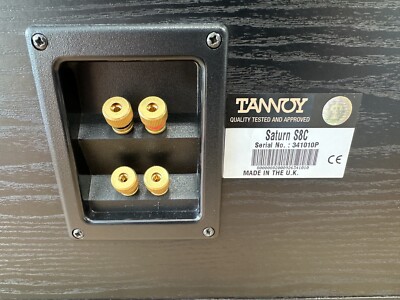 TANNOY
QUALITY TESTED AND APPROVED
Saturn S8C
Serial No. : 341010P
MADE IN THE U.K.
CE